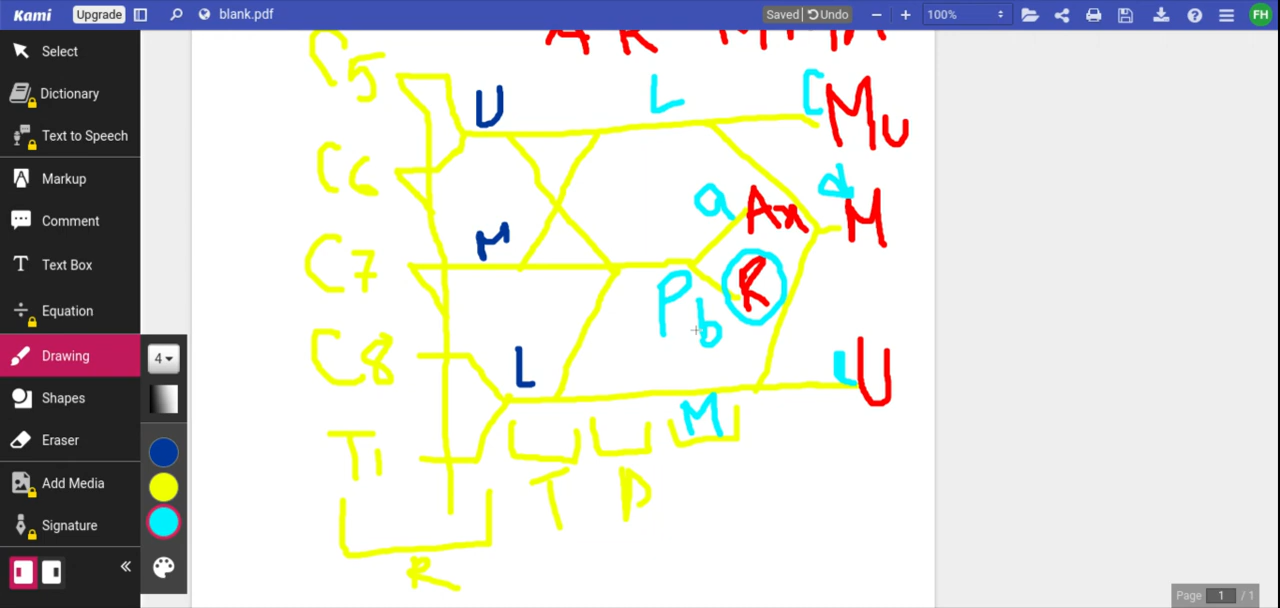 Kami
Upgrade
blank.pdf
Saved
Undo
100%
FH
Select
Dictionary
Text to Speech
Markup
Comment
Text Box
Equation
Drawing
4
Shapes
Eraser
Add Media
Signature
C5
U
L
Mu
C6
a
Ax
M
M
C7
P
b
R
C8
L
L
U
T1
M
T
D
R
Page 1 / 1